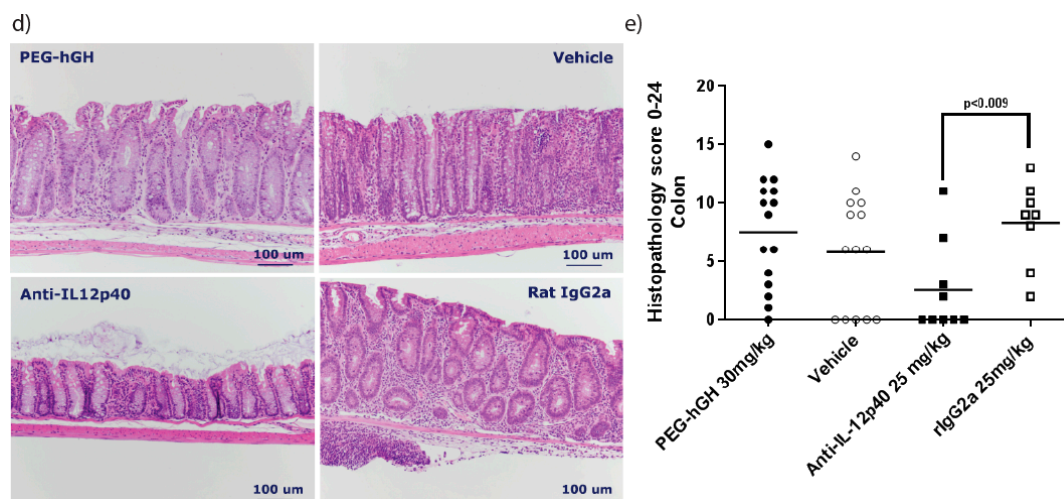 d)
PEG-hGH
Vehicle
100 um
100 um
Anti-IL12p40
Rat IgG2a
100 um
100 um
e)
Histopathology score 0-24
Colon
20
15
10
5
0
p<0.009
PEG-hGH 30mg/kg
Vehicle
Anti-IL-12p40 25 mg/kg
rIgG2a 25mg/kg